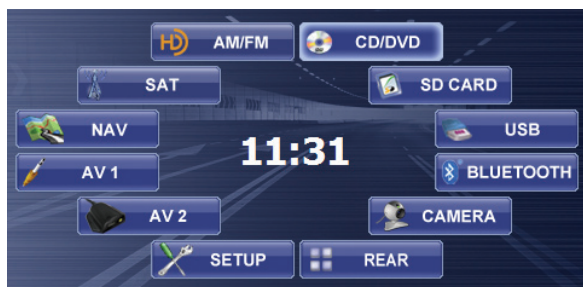 HD AM/FM
CD/DVD
SAT
SD CARD
NAV
USB
11:31
AV 1
BLUETOOTH
AV 2
CAMERA
SETUP
REAR